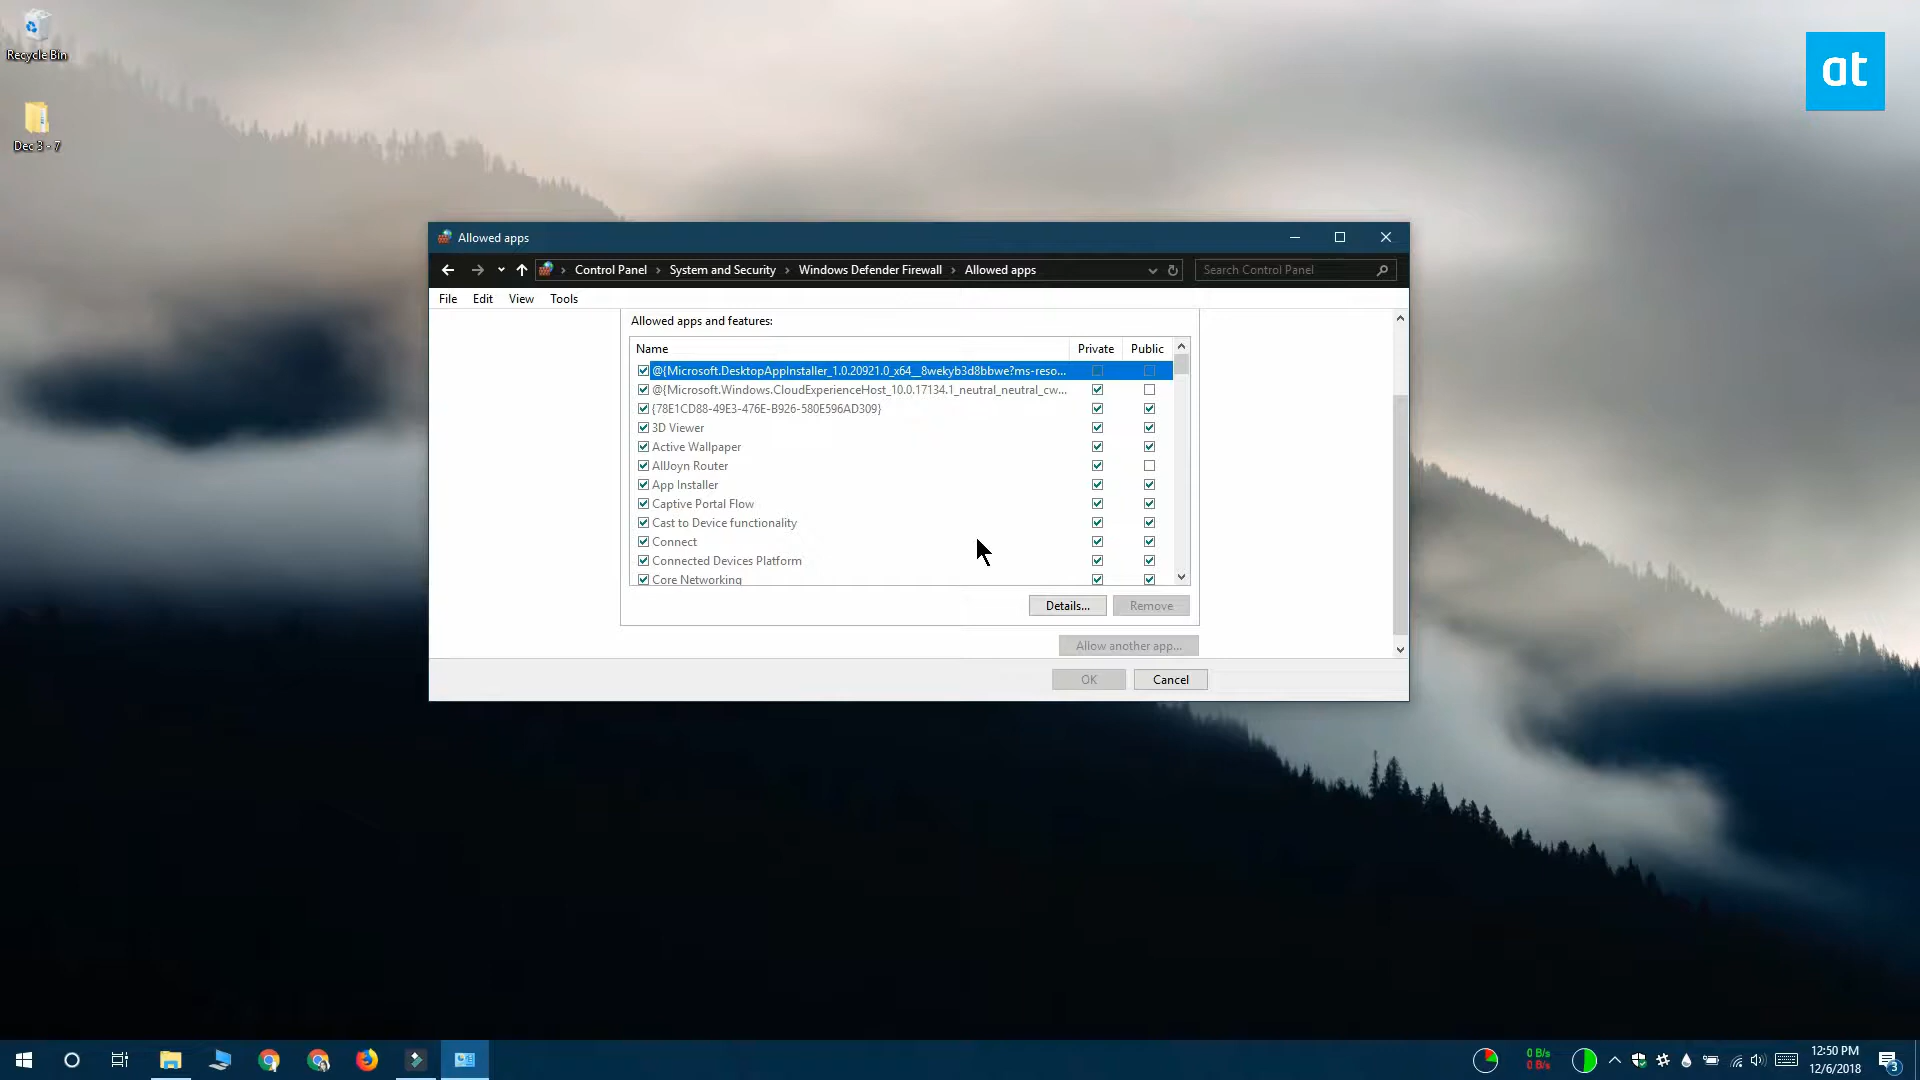 Recycle Bin
at
Dec 3 - 7
Allowed apps
Control Panel > System and Security > Windows Defender Firewall > Allowed apps
Search Control Panel
File Edit View Tools
Allowed apps and features:
Name Private Public
@{Microsoft.DesktopAppInstaller_1.0.20921.0_x64__8wekyb3d8bbwe?ms-reso...
@{Microsoft.Windows.CloudExperienceHost_10.0.17134.1_neutral_neutral_cw...
{78E1CD88-49E3-476E-B926-580E596AD309}
3D Viewer
Active Wallpaper
AllJoyn Router
App Installer
Captive Portal Flow
Cast to Device functionality
Connect
Connected Devices Platform
Core Networking
Details... Remove
Allow another app...
OK Cancel
0 B/s
0 B/s
12:50 PM
12/6/2018
3